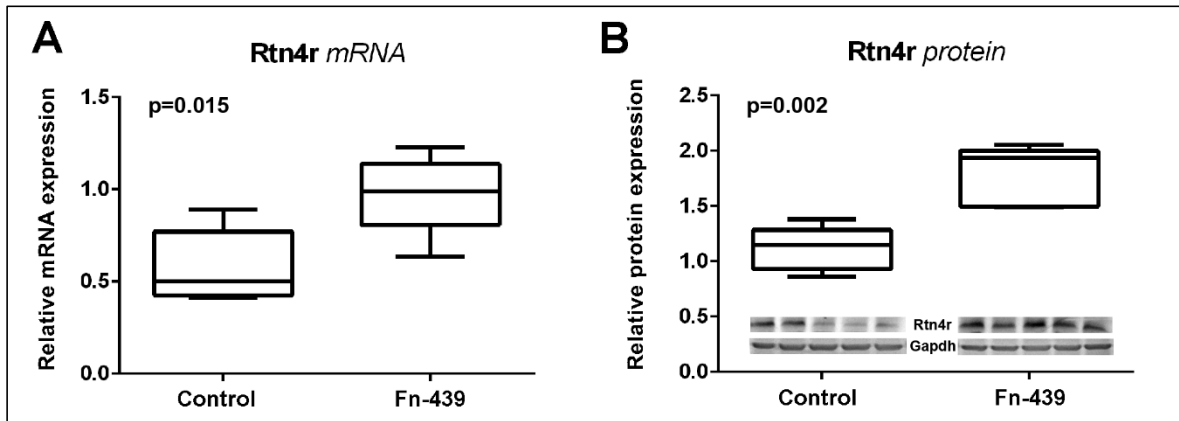 A
Rtn4r mRNA
p=0.015
Relative mRNA expression
1.5
1.0
0.5
0.0
Control
Fn-439
B
Rtn4r protein
p=0.002
Relative protein expression
2.5
2.0
1.5
1.0
0.5
0.0
Rtn4r
Gapdh
Control
Fn-439